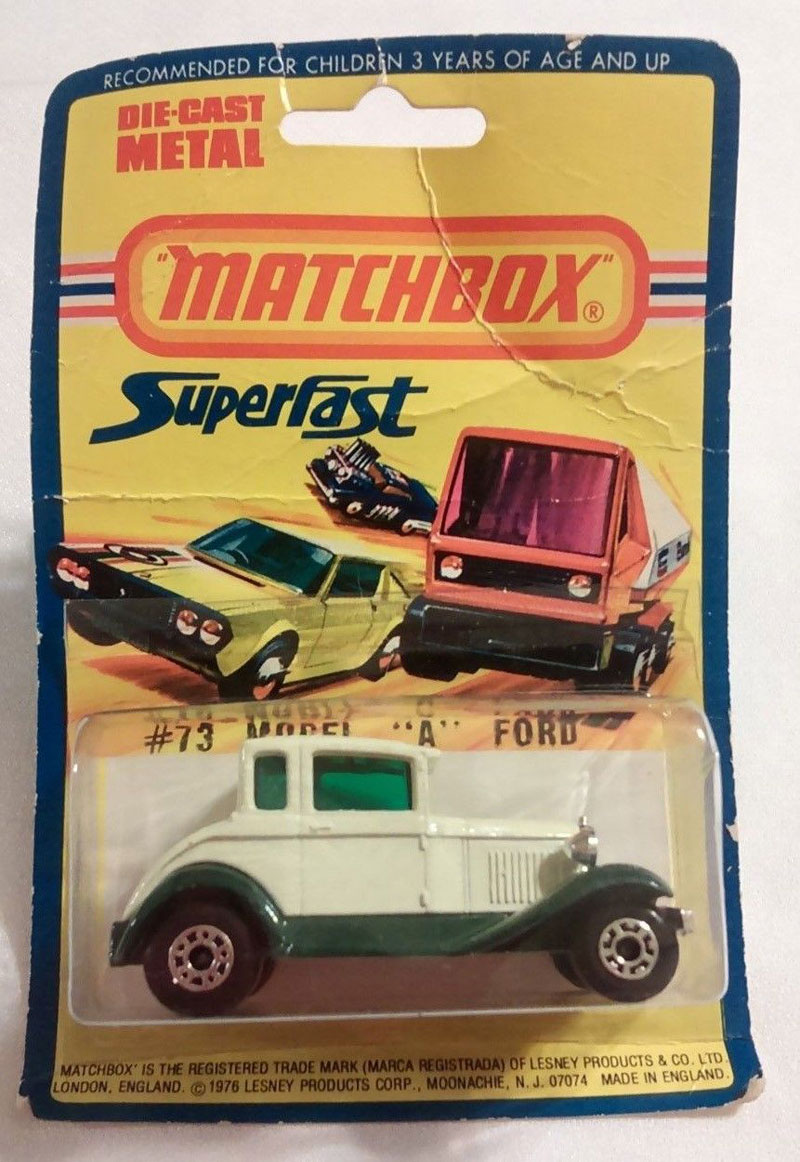 RECOMMENDED FOR CHILDREN 3 YEARS OF AGE AND UP
DIE-CAST
METAL
"MATCHBOX"®
Superfast
#73 MODEL "A" FORD
MATCHBOX' IS THE REGISTERED TRADE MARK (MARCA REGISTRADA) OF LESNEY PRODUCTS & CO. LTD.
LONDON, ENGLAND. © 1976 LESNEY PRODUCTS CORP., MOONACHIE, N. J. 07074 MADE IN ENGLAND.